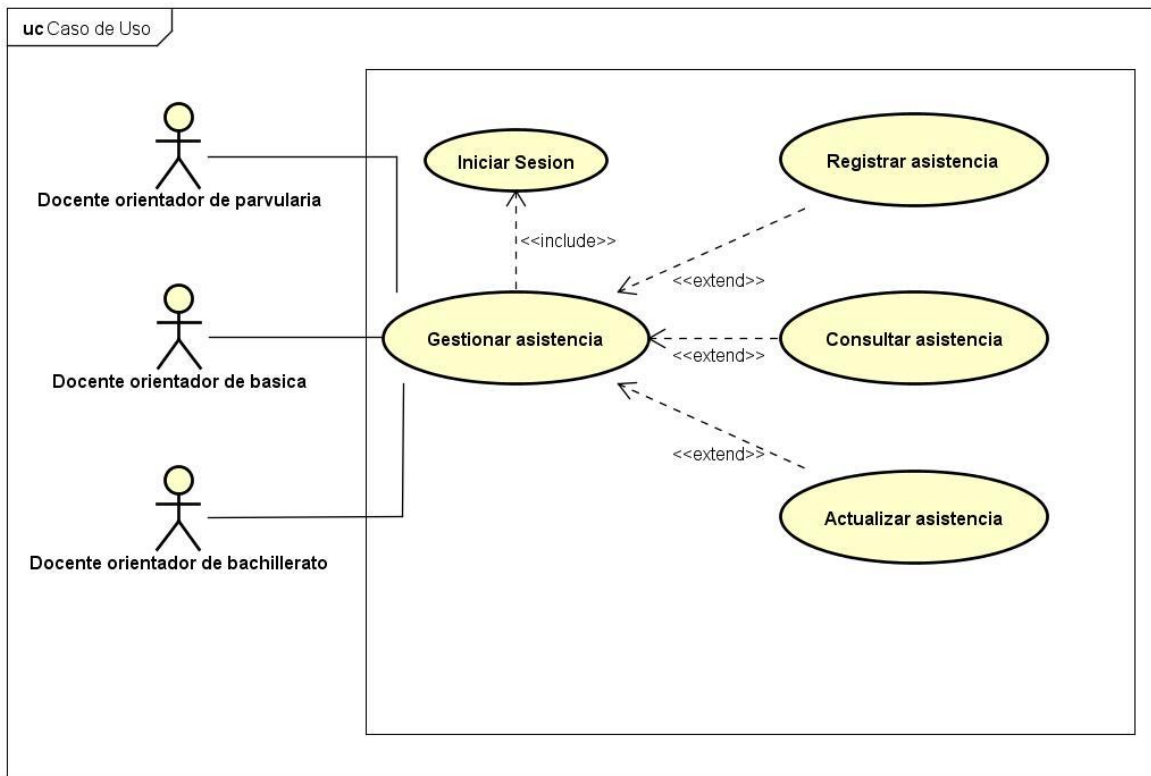 uc Caso de Uso
Docente orientador de parvularia
Iniciar Sesion
Registrar asistencia
<<include>>
<<extend>>
Docente orientador de basica
Gestionar asistencia
Consultar asistencia
<<extend>>
<<extend>>
Docente orientador de bachillerato
Actualizar asistencia